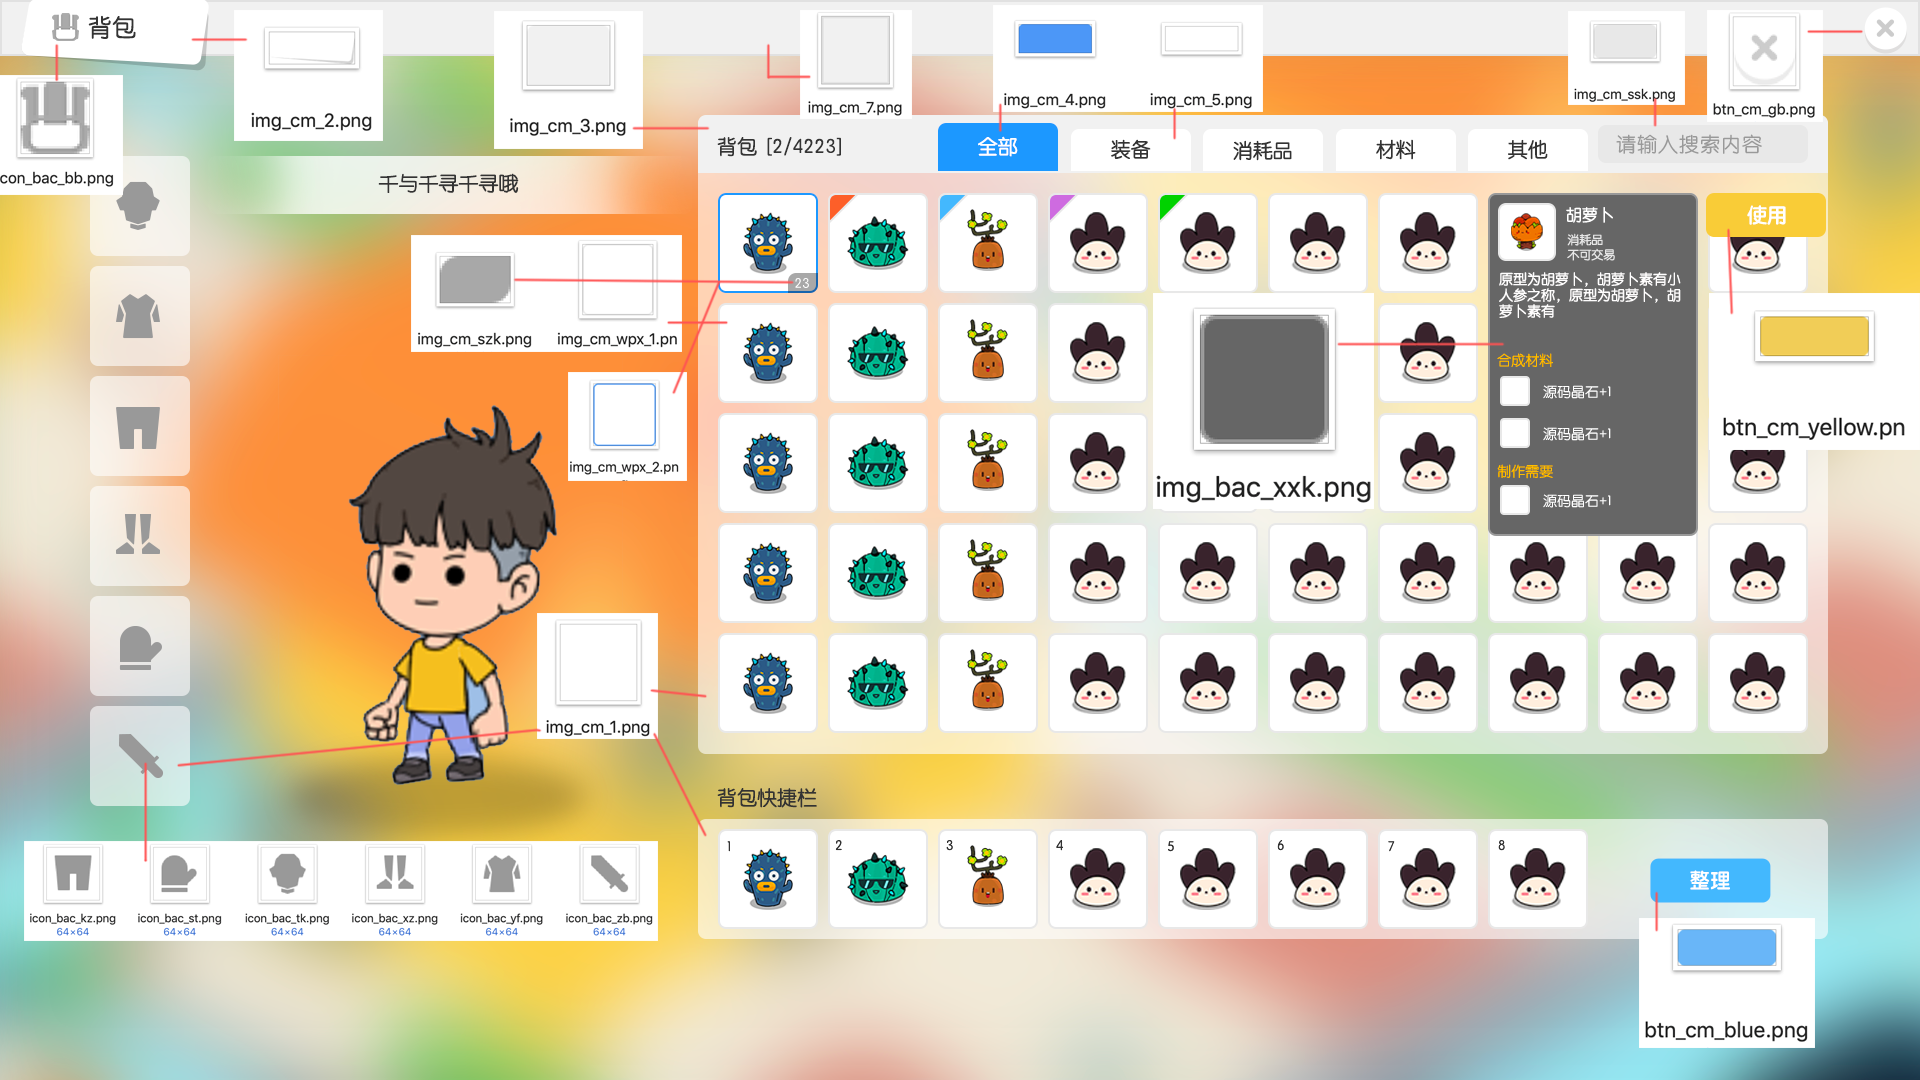 背包
img_cm_2.png
img_cm_3.png
img_cm_7.png
img_cm_4.png
img_cm_5.png
img_cm_ssk.png
btn_cm_gb.png
con_bac_bb.png
背包 [2/4223]
全部
装备
消耗品
材料
其他
请输入搜索内容
千与千寻千寻哦
23
胡萝卜
消耗品
不可交易
原型为胡萝卜，胡萝卜素有小
人参之称，原型为胡萝卜，胡
萝卜素有
合成材料
源码晶石+1
源码晶石+1
制作需要
源码晶石+1
使用
img_cm_szk.png
img_cm_wpx_1.pn
img_cm_wpx_2.pn
img_bac_xxk.png
btn_cm_yellow.pn
img_cm_1.png
背包快捷栏
1
2
3
4
5
6
7
8
整理
btn_cm_blue.png
icon_bac_kz.png
64×64
icon_bac_st.png
64×64
icon_bac_tk.png
64×64
icon_bac_xz.png
64×64
icon_bac_yf.png
64×64
icon_bac_zb.png
64×64